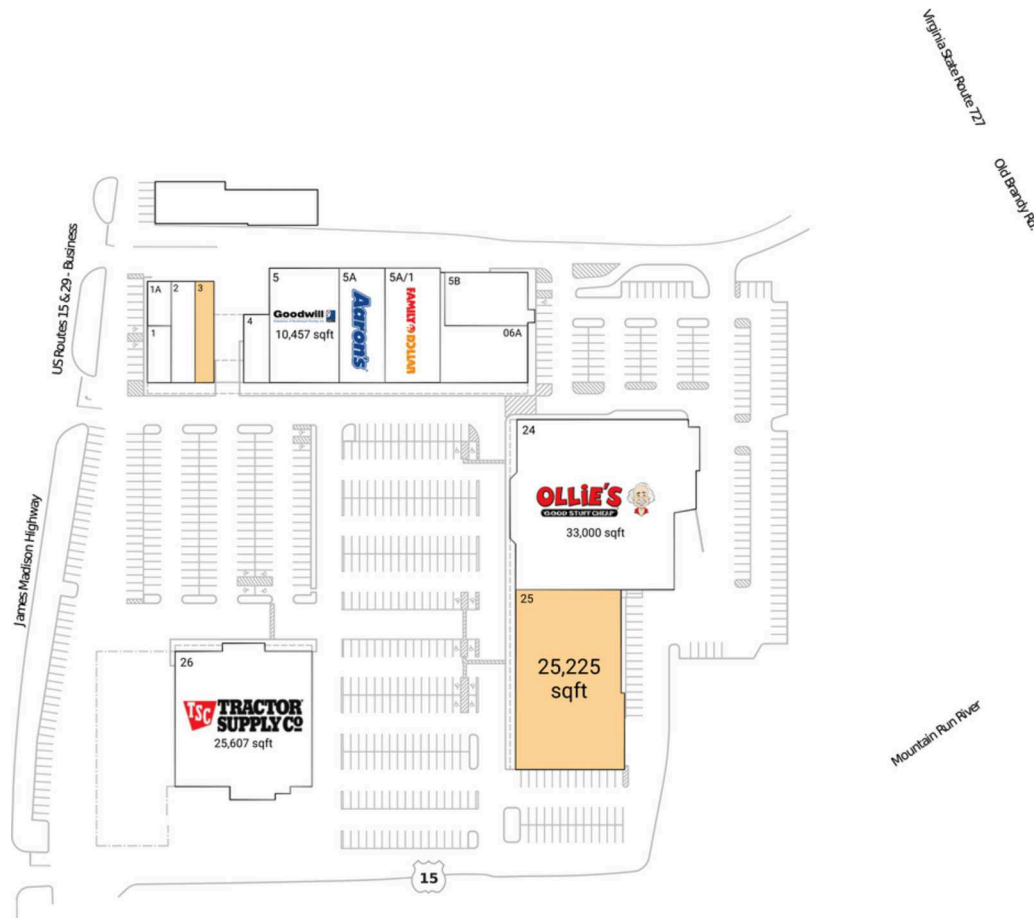 Virginia State Route 727
Old Brandy Rd.
US Routes 15 & 29 - Business
James Madison Highway
Mountain Run River
1A
2
3
1
4
5
Goodwill
10,457 sqft
5A
Aaron's
5A/1
FAMILY DOLLAR
5B
06A
24
OLLIE'S
GOOD STUFF CHEAP
33,000 sqft
25
25,225
sqft
26
TSC TRACTOR
SUPPLY CO
25,607 sqft
15